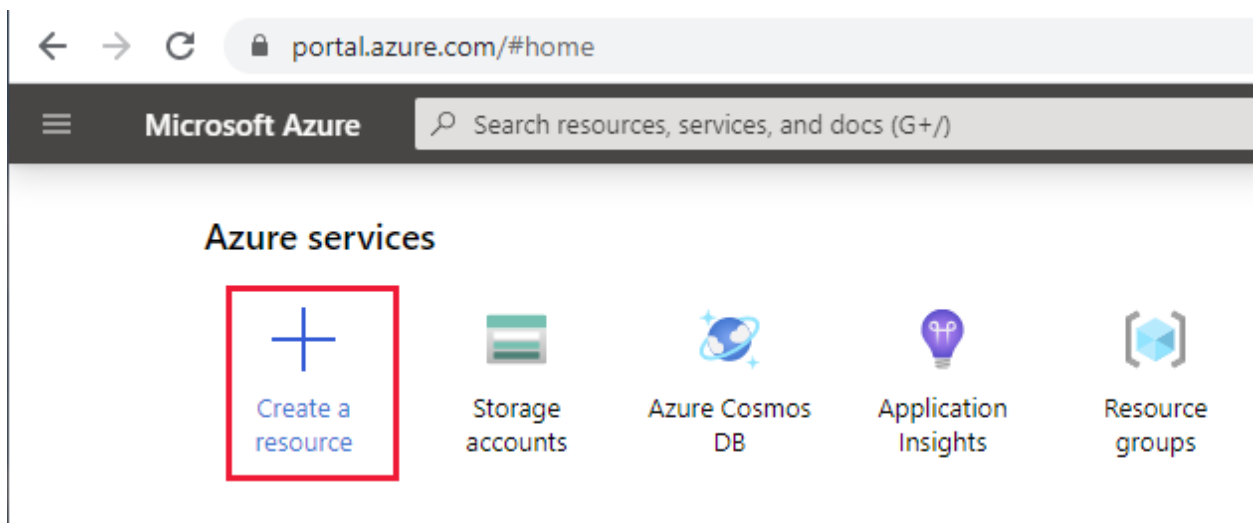 portal.azure.com/#home
Microsoft Azure
Search resources, services, and docs (G+/)
Azure services
Create a
resource
Storage
accounts
Azure Cosmos
DB
Application
Insights
Resource
groups